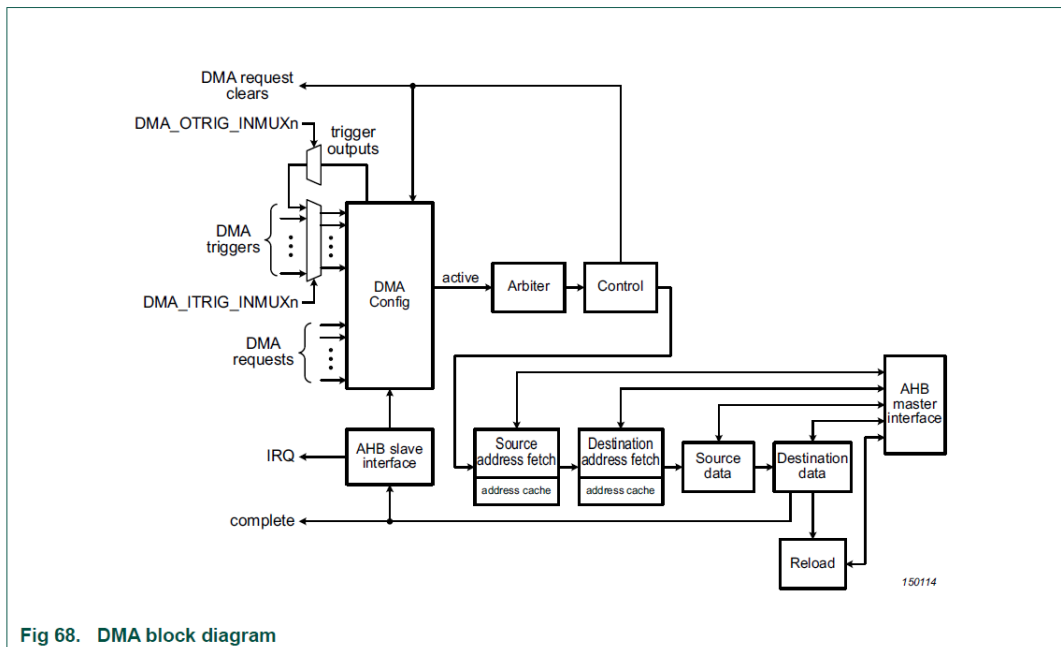 DMA request
clears
DMA_OTRIG_INMUXn
trigger
outputs
DMA
triggers
DMA_ITRIG_INMUXn
DMA
requests
DMA
Config
active
Arbiter
Control
AHB
master
interface
IRQ
AHB slave
interface
Source
address fetch
address cache
Destination
address fetch
address cache
Source
data
Destination
data
complete
Reload
150114
Fig 68. DMA block diagram